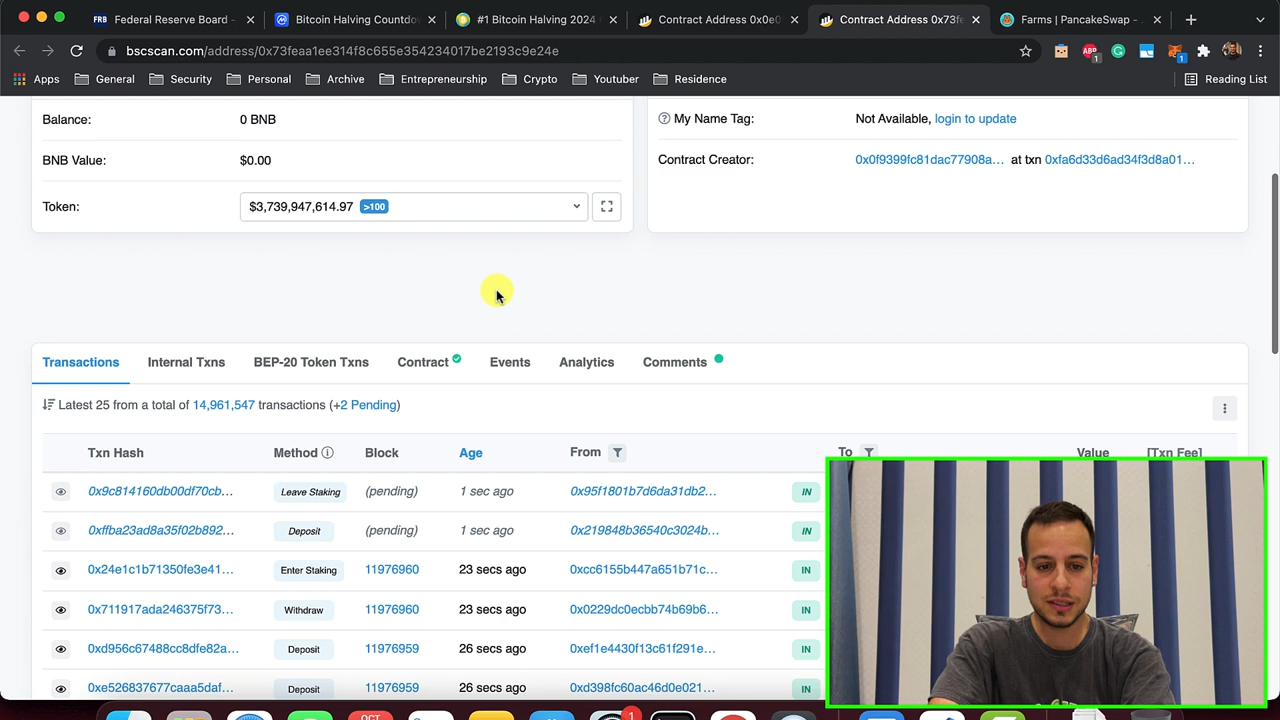 Federal Reserve Board -
Bitcoin Halving Countdow
#1 Bitcoin Halving 2024
Contract Address 0x0e0
Contract Address 0x73fe
Farms | PancakeSwap -
bscscan.com/address/0x73feaa1ee314f8c655e354234017be2193c9e24e
1
1
Apps
General
Security
Personal
Archive
Entrepreneurship
Crypto
Youtuber
Residence
Reading List
Balance:
0 BNB
BNB Value:
$0.00
Token:
$3,739,947,614.97 >100
My Name Tag:
Not Available, login to update
Contract Creator:
0x0f9399fc81dac77908a... at txn 0xfa6d33d6ad34f3d8a01...
Transactions
Internal Txns
BEP-20 Token Txns
Contract
Events
Analytics
Comments
Latest 25 from a total of 14,961,547 transactions (+2 Pending)
Txn Hash Method Block Age From To Value [Txn Fee]
0x9c814160db00df70cb... Leave Staking (pending) 1 sec ago 0x95f1801b7d6da31db2... IN
0xffba23ad8a35f02b892... Deposit (pending) 1 sec ago 0x219848b36540c3024b... IN
0x24e1c1b71350fe3e41... Enter Staking 11976960 23 secs ago 0xcc6155b447a651b71c... IN
0x711917ada246375f73... Withdraw 11976960 23 secs ago 0x0229dc0ecbb74b69b6... IN
0xd956c67488cc8dfe82a... Deposit 11976959 26 secs ago 0xef1e4430f13c61f291e... IN
0xe526837677caaa5daf... Deposit 11976959 26 secs ago 0xd398fc60ac46d0e021... IN
OCT
1